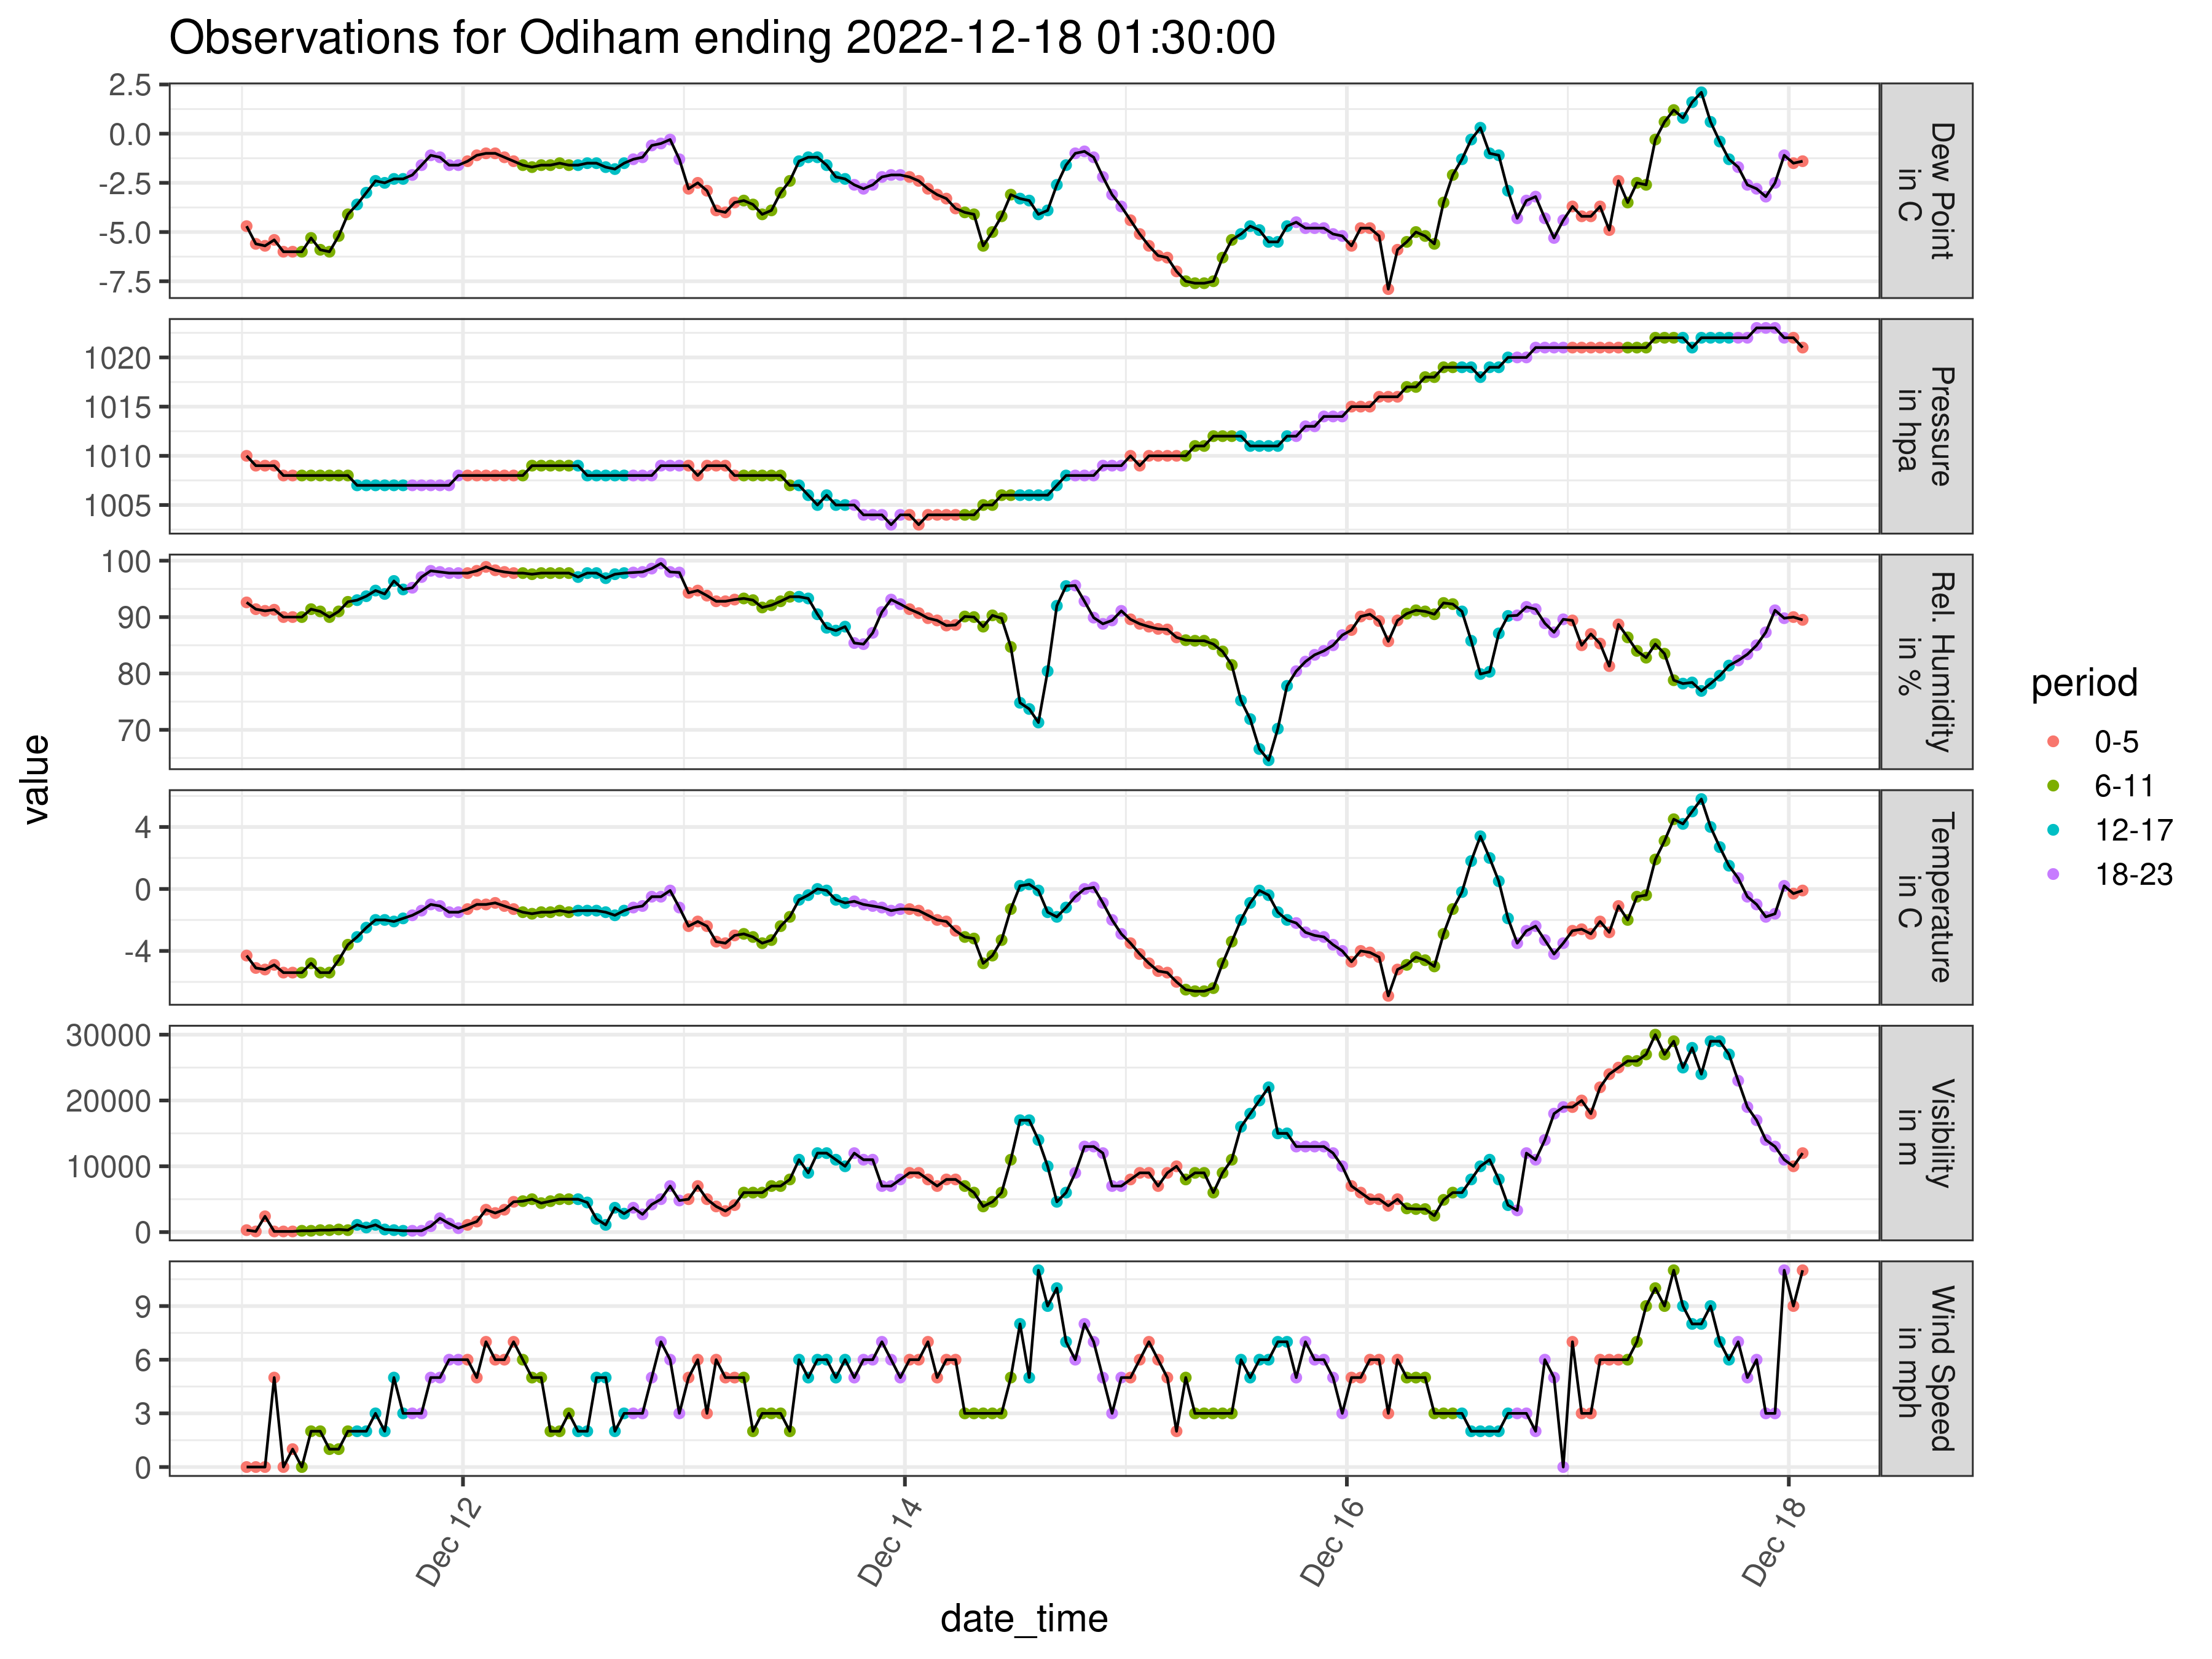 Observations for Odiham ending 2022-12-18 01:30:00
value
2.5
0.0
-2.5
-5.0
-7.5
Dew Point
in C
1020
1015
1010
1005
Pressure
in hpa
100
90
80
70
Rel. Humidity
in %
4
0
-4
Temperature
in C
30000
20000
10000
0
Visibility
in m
9
6
3
0
Wind Speed
in mph
Dec 12
Dec 14
Dec 16
Dec 18
date_time
period
0-5
6-11
12-17
18-23